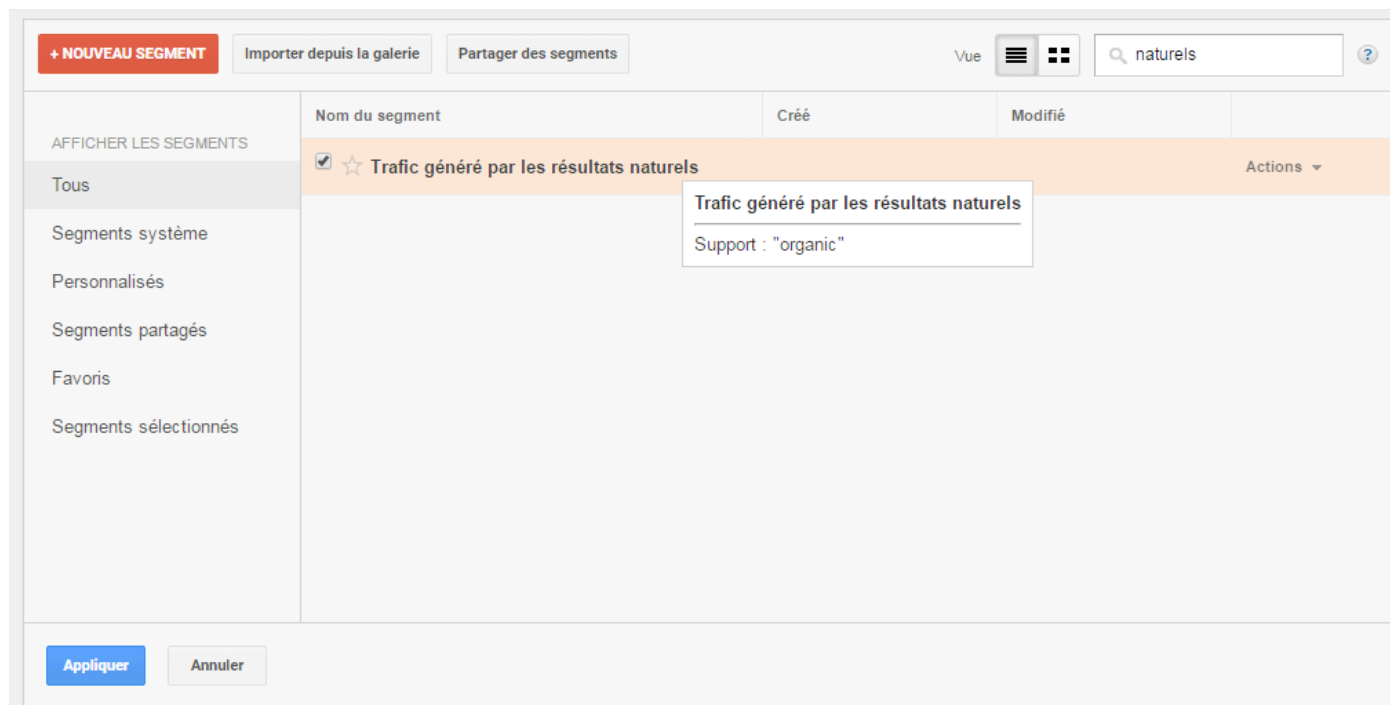 + NOUVEAU SEGMENT Importer depuis la galerie Partager des segments Vue naturels ?
Nom du segment Créé Modifié
AFFICHER LES SEGMENTS
Trafic généré par les résultats naturels Actions
Tous
Trafic généré par les résultats naturels
Segments système
Support : "organic"
Personnalisés
Segments partagés
Favoris
Segments sélectionnés
Appliquer Annuler